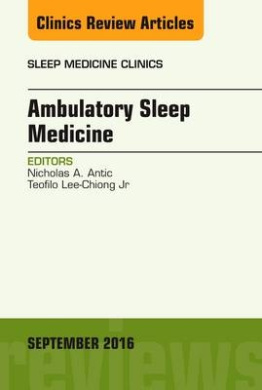 Clinics Review Articles
SLEEP MEDICINE CLINICS
Ambulatory Sleep
Medicine
EDITORS
Nicholas A. Antic
Teofilo Lee-Chiong Jr
SEPTEMBER 2016
reviews